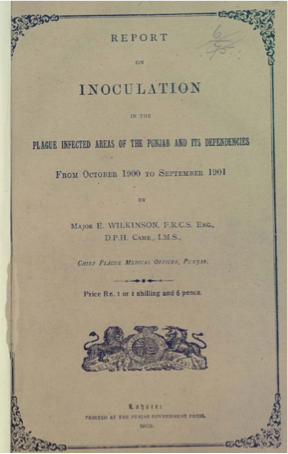 REPORT
ON
INOCULATION
IN THE
PLAGUE INFECTED AREAS OF THE PUNJAB AND ITS DEPENDENCIES
FROM OCTOBER 1900 TO SEPTEMBER 1901
BY
MAJOR E. WILKINSON, F.R.C.S. ENG.,
D.P.H. CAMB., I.M.S.,
CHIEF PLAGUE MEDICAL OFFICER, PUNJAB.
Price Re. 1 or 1 shilling and 6 pence.
Lahore:
PRINTED AT THE PUNJAB GOVERNMENT PRESS,